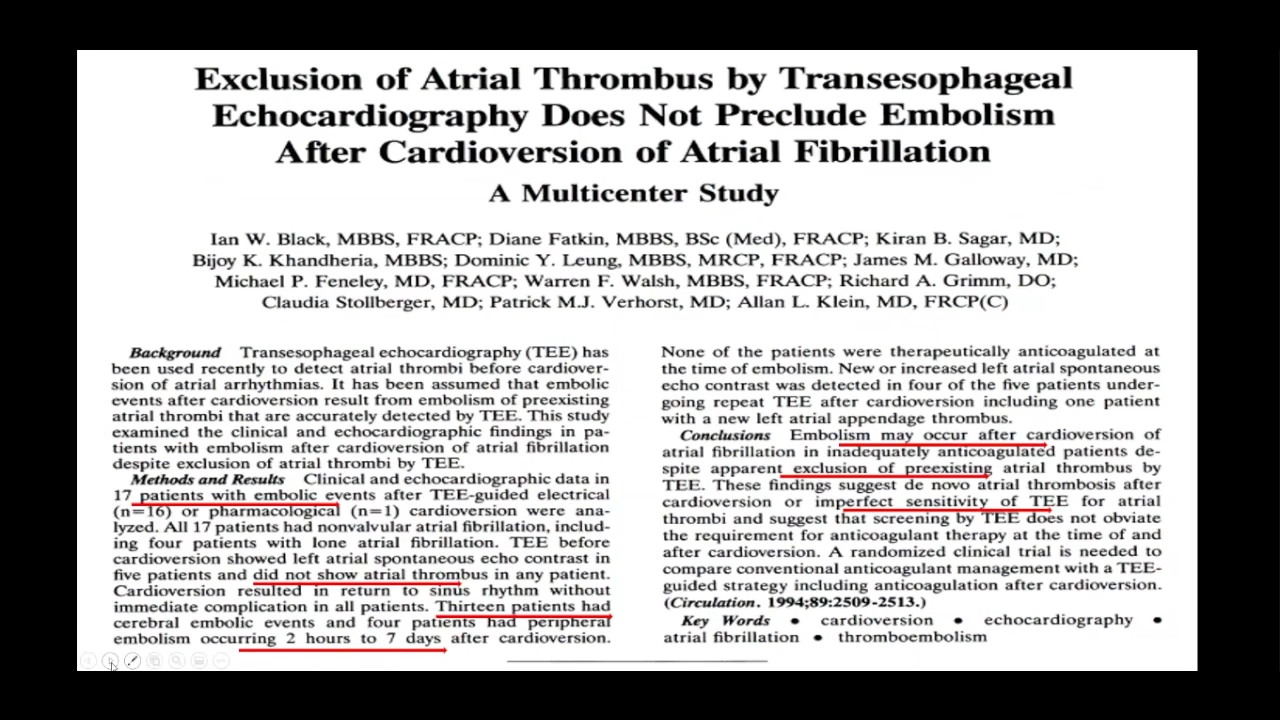 Exclusion of Atrial Thrombus by Transesophageal
Echocardiography Does Not Preclude Embolism
After Cardioversion of Atrial Fibrillation
A Multicenter Study
Ian W. Black, MBBS, FRACP; Diane Fatkin, MBBS, BSc (Med), FRACP; Kiran B. Sagar, MD;
Bijoy K. Khandheria, MBBS; Dominic Y. Leung, MBBS, MRCP, FRACP; James M. Galloway, MD;
Michael P. Feneley, MD, FRACP; Warren F. Walsh, MBBS, FRACP; Richard A. Grimm, DO;
Claudia Stollberger, MD; Patrick M.J. Verhorst, MD; Allan L. Klein, MD, FRCP(C)
Background Transesophageal echocardiography (TEE) has
been used recently to detect atrial thrombi before cardiover-
sion of atrial arrhythmias. It has been assumed that embolic
events after cardioversion result from embolism of preexisting
atrial thrombi that are accurately detected by TEE. This study
examined the clinical and echocardiographic findings in pa-
tients with embolism after cardioversion of atrial fibrillation
despite exclusion of atrial thrombi by TEE.
Methods and Results Clinical and echocardiographic data in
17 patients with embolic events after TEE-guided electrical
(n=16) or pharmacological (n=1) cardioversion were ana-
lyzed. All 17 patients had nonvalvular atrial fibrillation, includ-
ing four patients with lone atrial fibrillation. TEE before
cardioversion showed left atrial spontaneous echo contrast in
five patients and did not show atrial thrombus in any patient.
Cardioversion resulted in return to sinus rhythm without
immediate complication in all patients. Thirteen patients had
cerebral embolic events and four patients had peripheral
embolism occurring 2 hours to 7 days after cardioversion.
None of the patients were therapeutically anticoagulated at
the time of embolism. New or increased left atrial spontaneous
echo contrast was detected in four of the five patients under-
going repeat TEE after cardioversion including one patient
with a new left atrial appendage thrombus.
Conclusions Embolism may occur after cardioversion of
atrial fibrillation in inadequately anticoagulated patients de-
spite apparent exclusion of preexisting atrial thrombus by
TEE. These findings suggest de novo atrial thrombosis after
cardioversion or imperfect sensitivity of TEE for atrial
thrombi and suggest that screening by TEE does not obviate
the requirement for anticoagulant therapy at the time of and
after cardioversion. A randomized clinical trial is needed to
compare conventional anticoagulant management with a TEE-
guided strategy including anticoagulation after cardioversion.
(Circulation. 1994;89:2509-2513.)
Key Words • cardioversion • echocardiography •
atrial fibrillation • thromboembolism